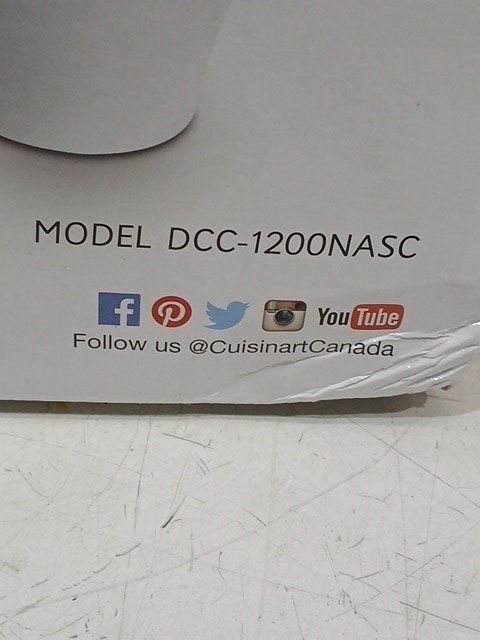 MODEL DCC-1200NASC
f YouTube
Follow us @CuisinartCanada